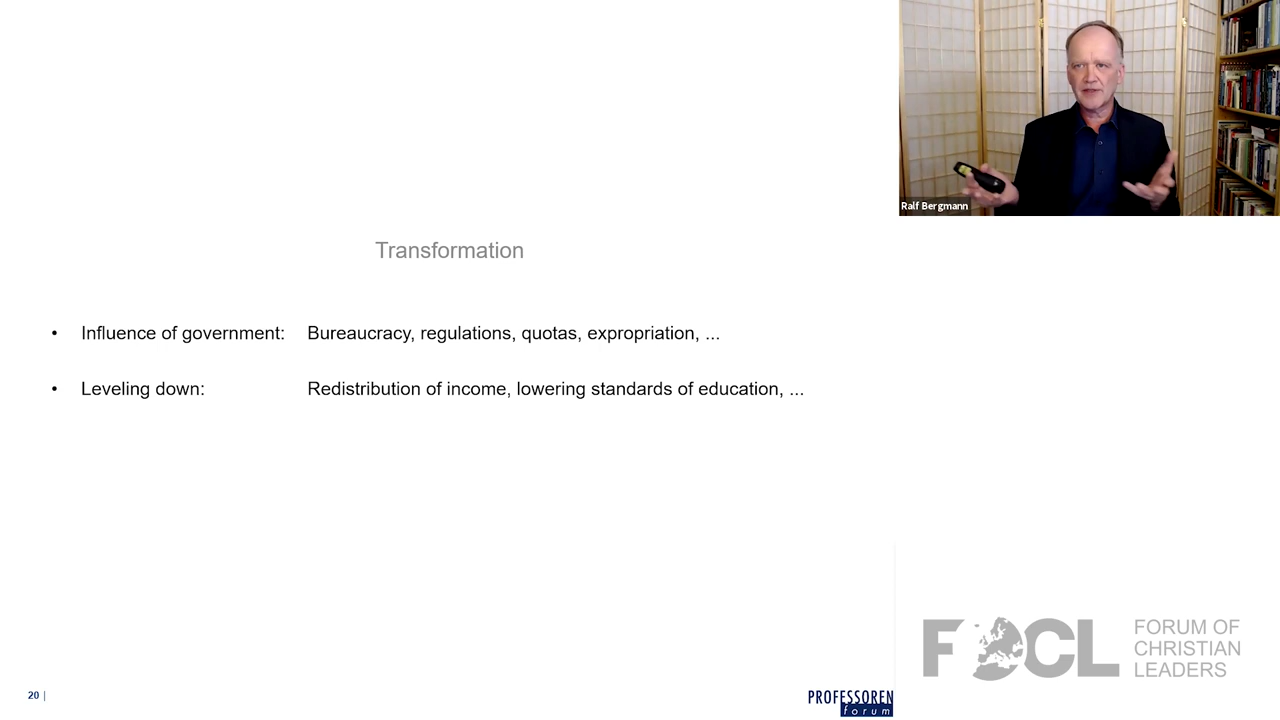 Ralf Bergmann
Transformation
• Influence of government: Bureaucracy, regulations, quotas, expropriation, ...
• Leveling down: Redistribution of income, lowering standards of education, ...
20 |
PROFESSOREN
forum
FOCL
FORUM OF
CHRISTIAN
LEADERS